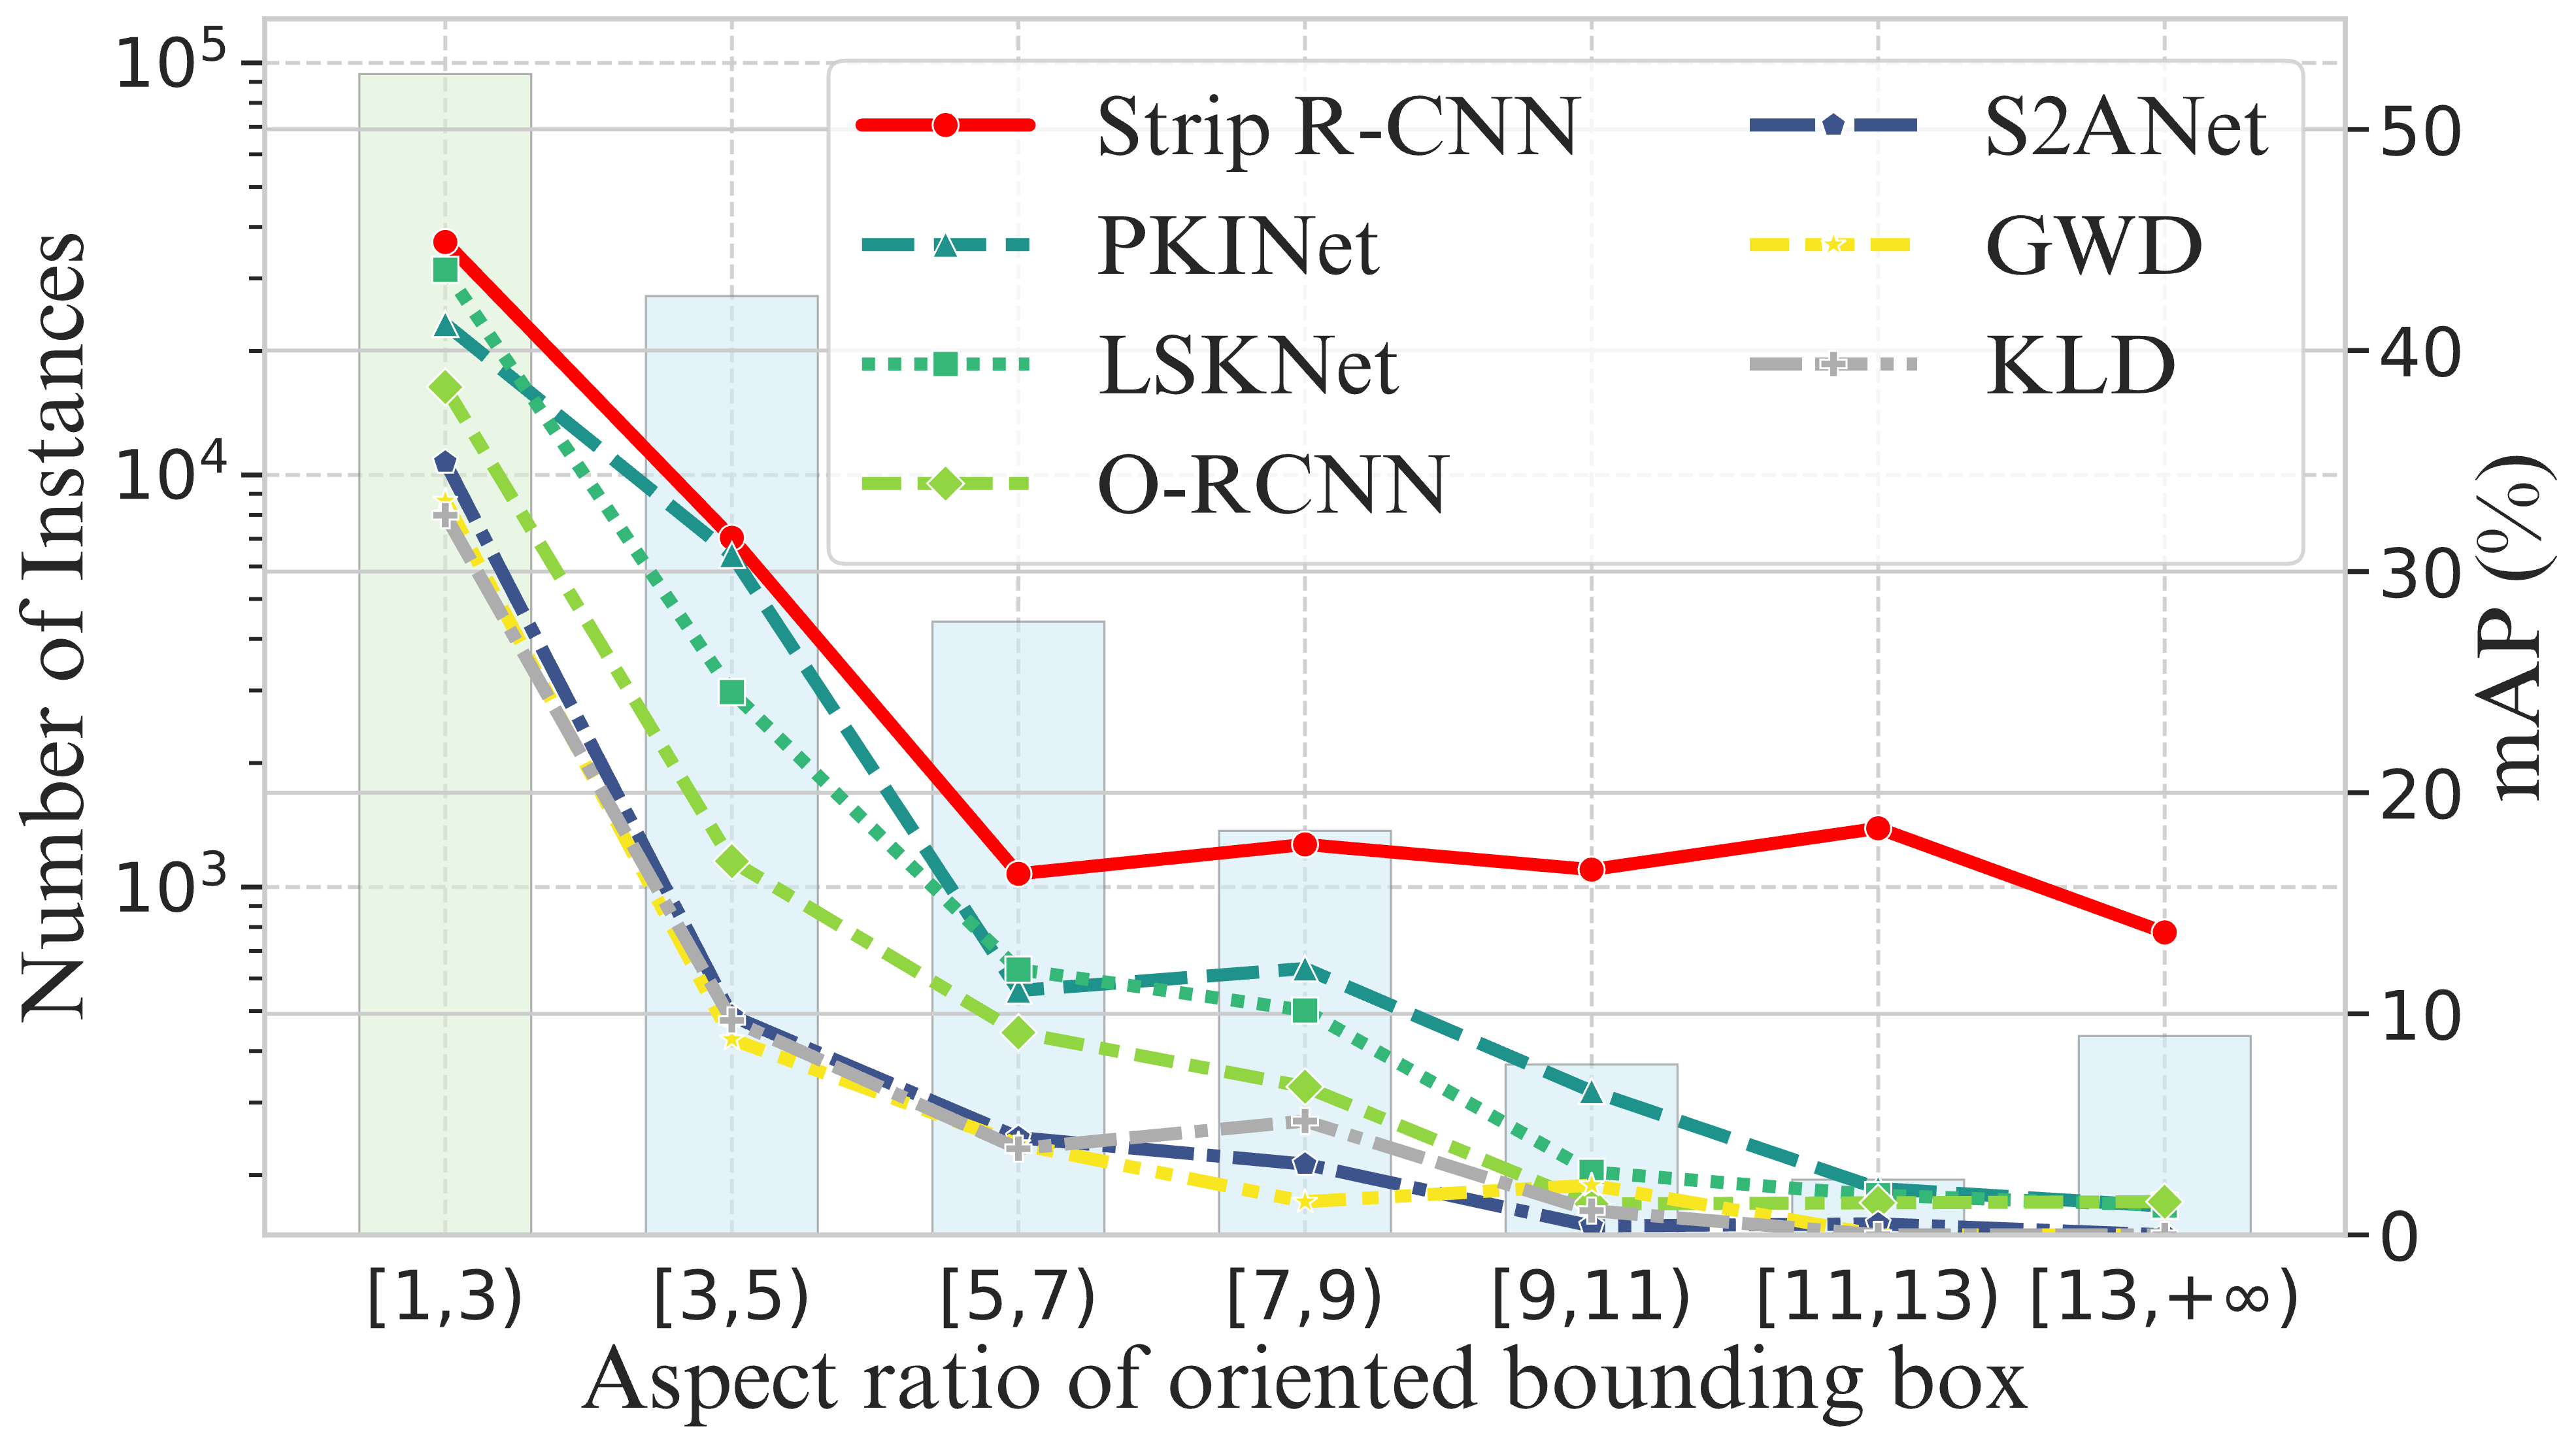 Number of Instances
10^5
10^4
10^3
Strip R-CNN
PKINet
LSKNet
O-RCNN
S2ANet
GWD
KLD
50
40
30
20
10
0
mAP (%)
[1,3) [3,5) [5,7) [7,9) [9,11) [11,13) [13,+∞)
Aspect ratio of oriented bounding box